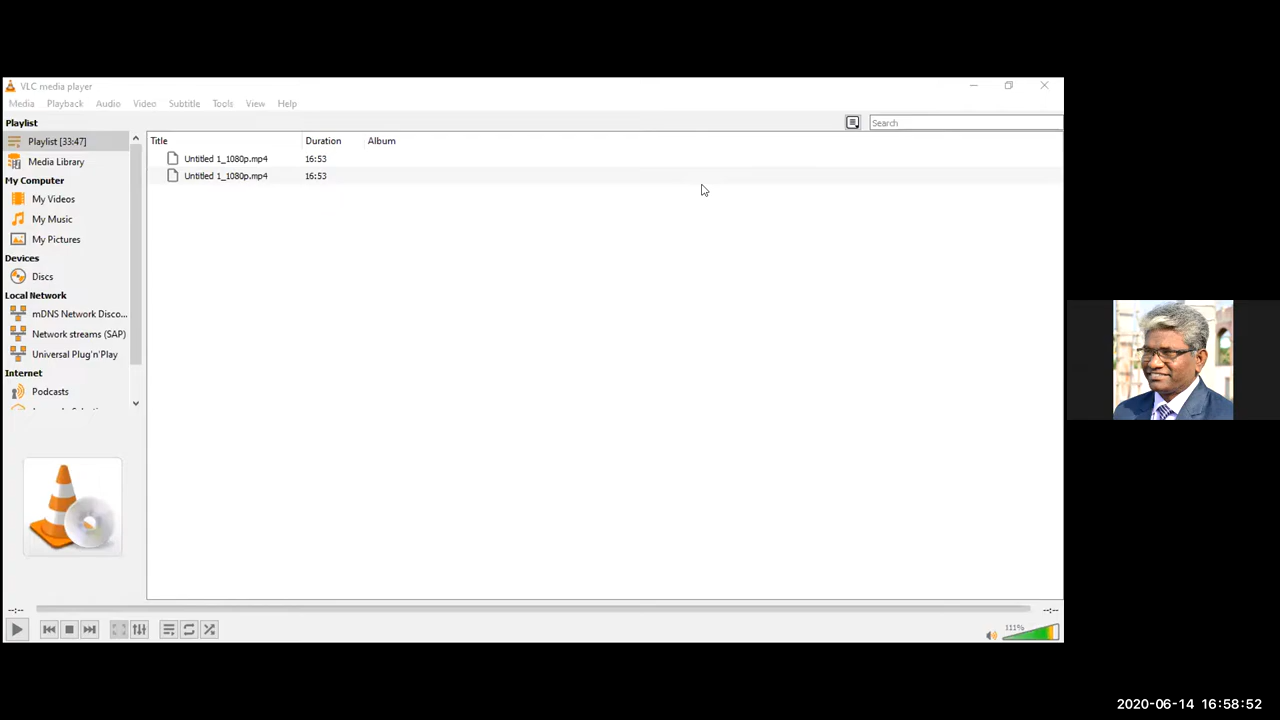 VLC media player
Media Playback Audio Video Subtitle Tools View Help
Playlist
Search
Playlist [33:47]
Media Library
My Computer
My Videos
My Music
My Pictures
Devices
Discs
Local Network
mDNS Network Disco...
Network streams (SAP)
Universal Plug'n'Play
Internet
Podcasts
Title Duration Album
Untitled 1_1080p.mp4 16:53
Untitled 1_1080p.mp4 16:53
--:-- --:--
111%
2020-06-14 16:58:52